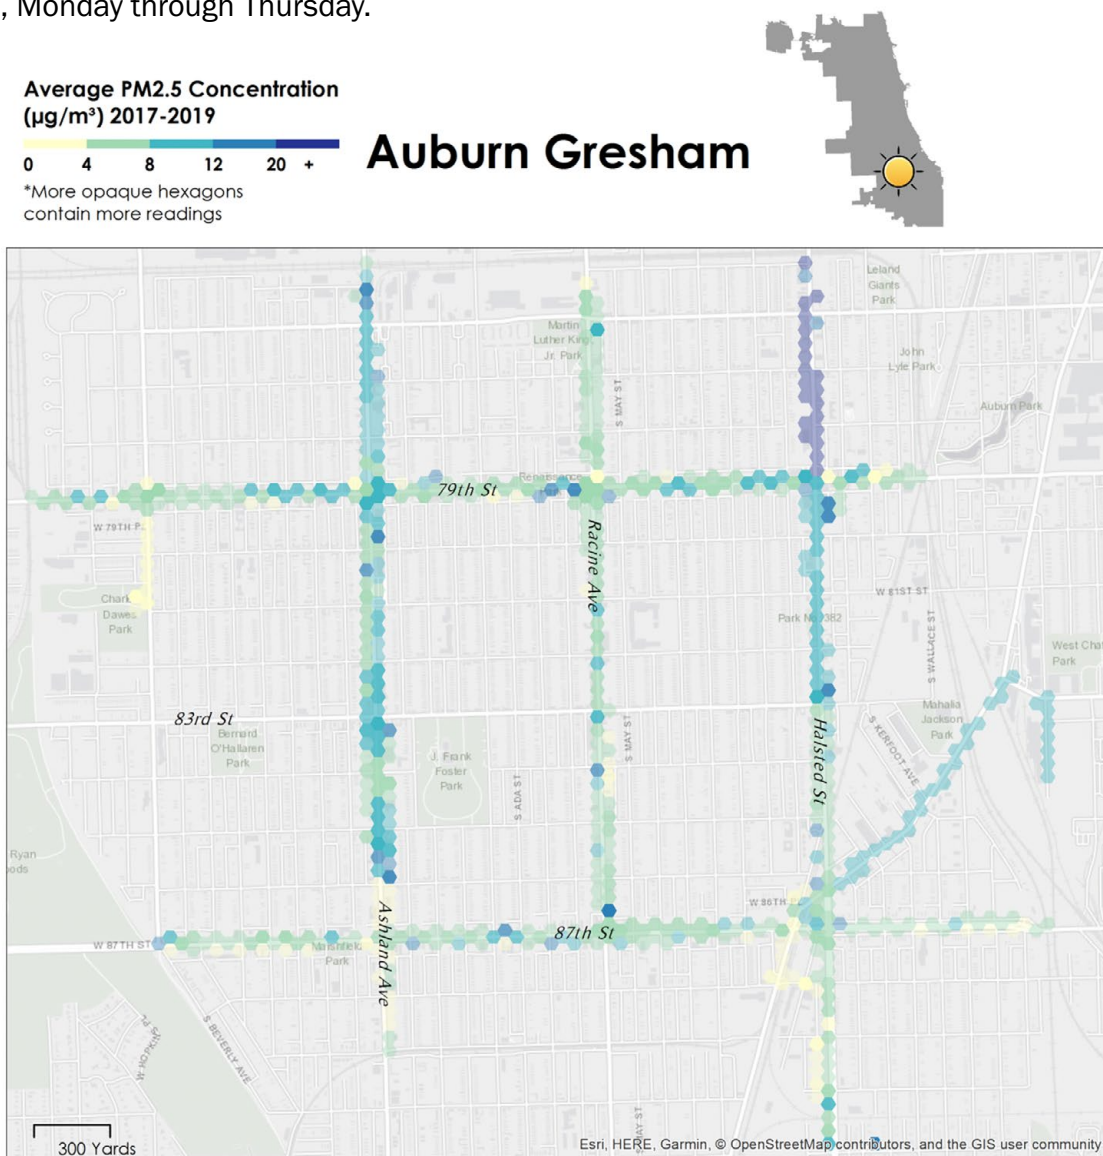 , Monday through Thursday.
Average PM2.5 Concentration
(µg/m³) 2017-2019
0 4 8 12 20 +
*More opaque hexagons
contain more readings
Auburn Gresham
Leland
Giants
Park
Martin
Luther King
Jr. Park
John
Lyle Park
S MAY ST
Auburn Park
Renaissance
79th St
W 79TH P
Racine Ave
Charl
Dawes
Park
W 81ST ST
Park No. 382
S WALLACE ST
West Cha
Park
83rd St
Bernard
O'Hallaren
Park
J. Frank
Foster
Park
S ADA ST
S MAY ST
Halsted St
S KERFOOT AVE
Mahalia
Jackson
Park
Ryan
oods
W 86TH
Ashland Ave
W 87TH ST
Marshfield
Park
87th St
S BEVERLY AVE
W HOPKINS PL
MAY ST
300 Yards
Esri, HERE, Garmin, © OpenStreetMap contributors, and the GIS user community